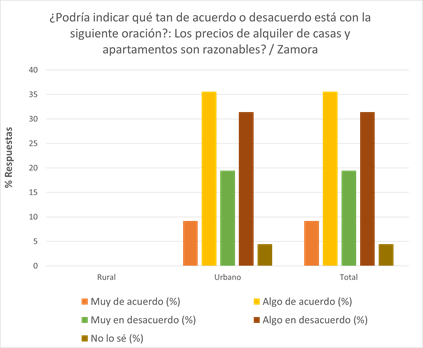 ¿Podría indicar qué tan de acuerdo o desacuerdo está con la
siguiente oración?: Los precios de alquiler de casas y
apartamentos son razonables? / Zamora
% Respuestas
40
35
30
25
20
15
10
5
0
Rural Urbano Total
Muy de acuerdo (%) Algo de acuerdo (%)
Muy en desacuerdo (%) Algo en desacuerdo (%)
No lo sé (%)